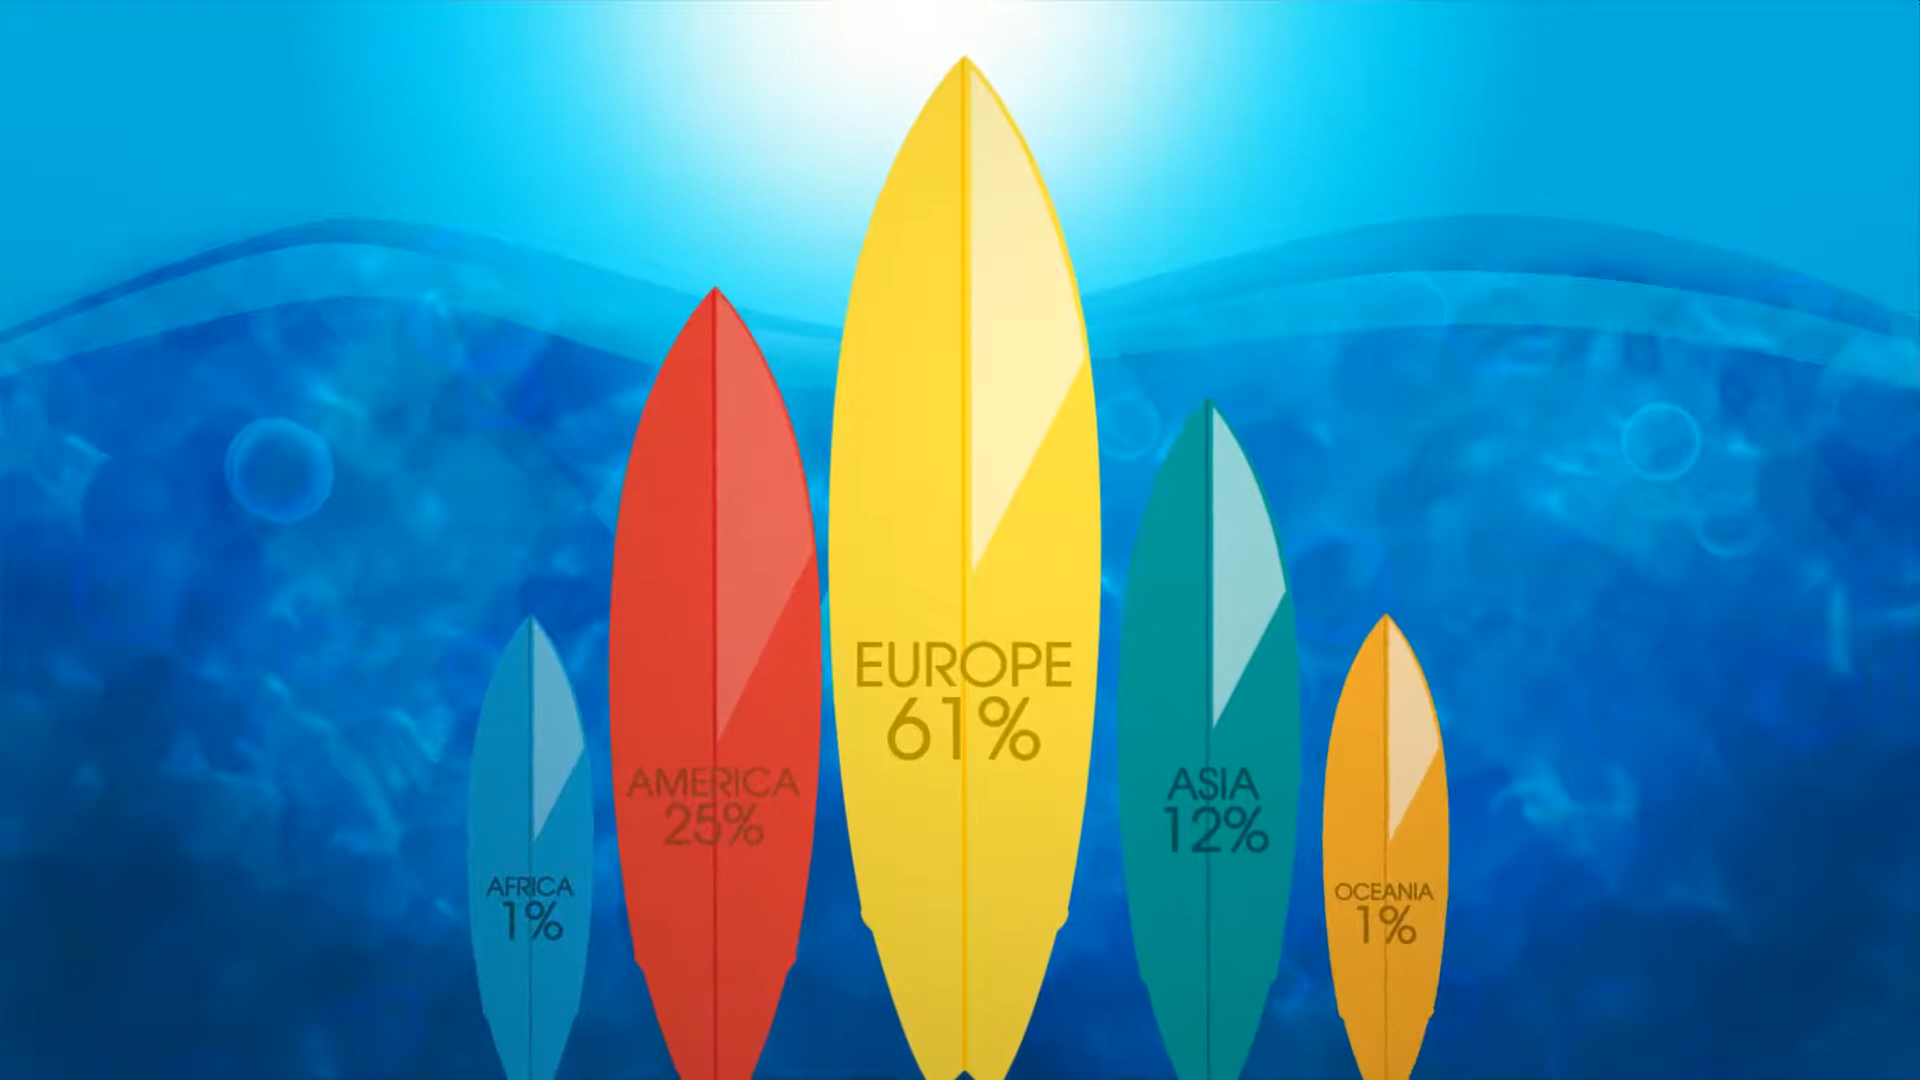 AFRICA
1%
AMERICA
25%
EUROPE
61%
ASIA
12%
OCEANIA
1%